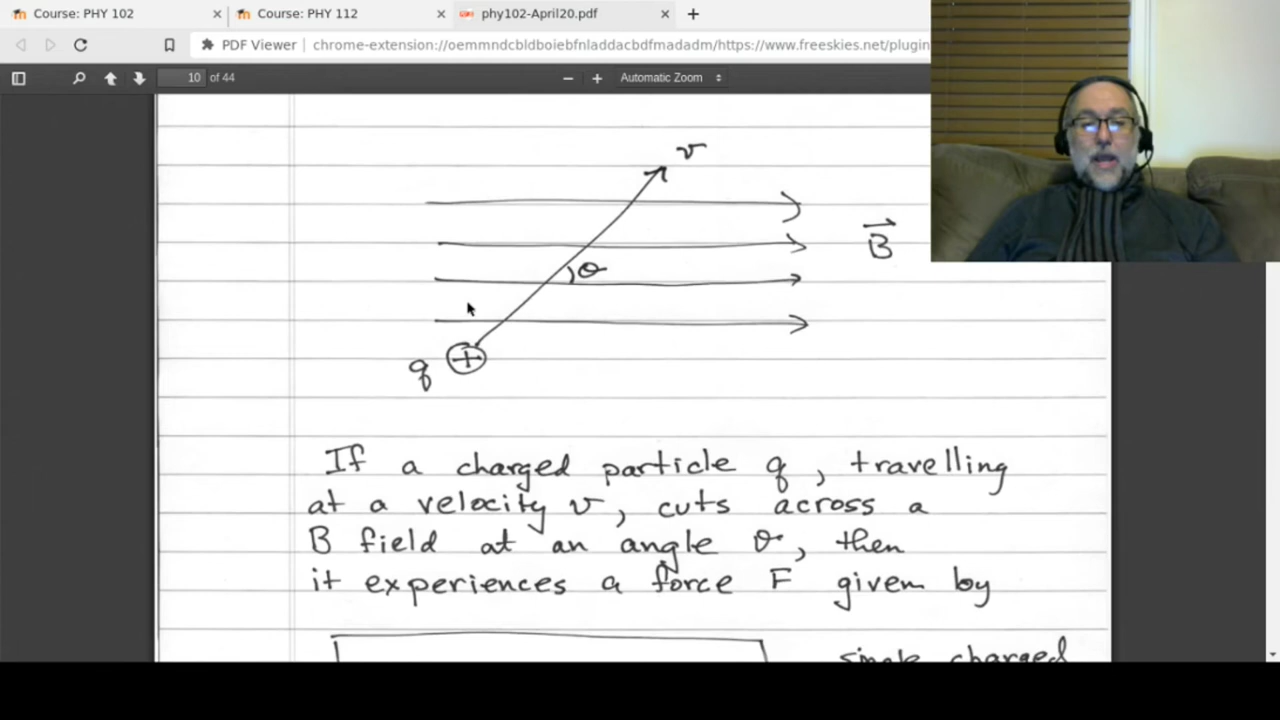 Course: PHY 102
Course: PHY 112
phy102-April20.pdf
PDF Viewer
chrome-extension://oemmndcbldboiebfnladdacbdfmadadm/https://www.freeskies.net/plugin
10 of 44
Automatic Zoom
v
B
θ
q
If a charged particle q, travelling
at a velocity v, cuts across a
B field at an angle θ, then
it experiences a force F given by
single charged